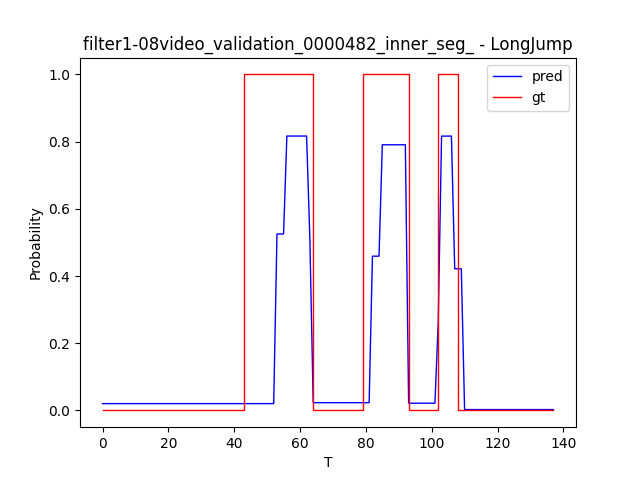 filter1-08video_validation_0000482_inner_seg_ - LongJump
pred
gt
1.0
0.8
0.6
0.4
0.2
0.0
Probability
0 20 40 60 80 100 120 140
T